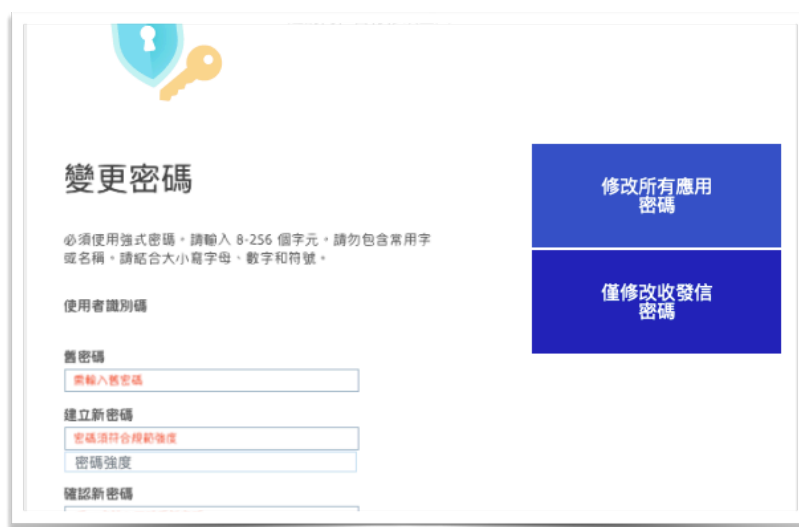 變更密碼
必須使用強式密碼。請輸入 8-256 個字元。請勿包含常用字
或名稱。請結合大小寫字母、數字和符號。
使用者識別碼
舊密碼
需輸入舊密碼
建立新密碼
密碼須符合規範強度
密碼強度
確認新密碼
修改所有應用
密碼
僅修改收發信
密碼